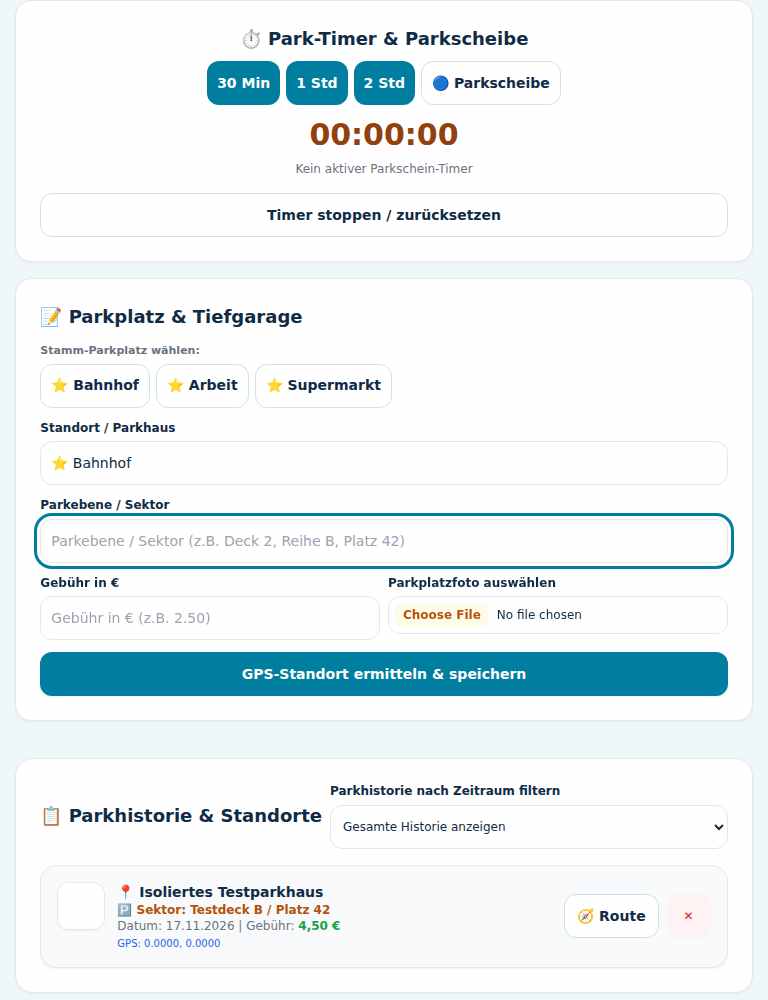 ⏱️ Park-Timer & Parkscheibe
30 Min 1 Std 2 Std 🔵 Parkscheibe
00:00:00
Kein aktiver Parkschein-Timer
Timer stoppen / zurücksetzen
📝 Parkplatz & Tiefgarage
Stamm-Parkplatz wählen:
⭐ Bahnhof ⭐ Arbeit ⭐ Supermarkt
Standort / Parkhaus
⭐ Bahnhof
Parkebene / Sektor
Parkebene / Sektor (z.B. Deck 2, Reihe B, Platz 42)
Gebühr in € Parkplatzfoto auswählen
Gebühr in € (z.B. 2.50) Choose File No file chosen
GPS-Standort ermitteln & speichern
Parkhistorie nach Zeitraum filtern
📋 Parkhistorie & Standorte
Gesamte Historie anzeigen
📍 Isoliertes Testparkhaus
🅿️ Sektor: Testdeck B / Platz 42
Datum: 17.11.2026 | Gebühr: 4,50 €
GPS: 0.0000, 0.0000
🧭 Route ×